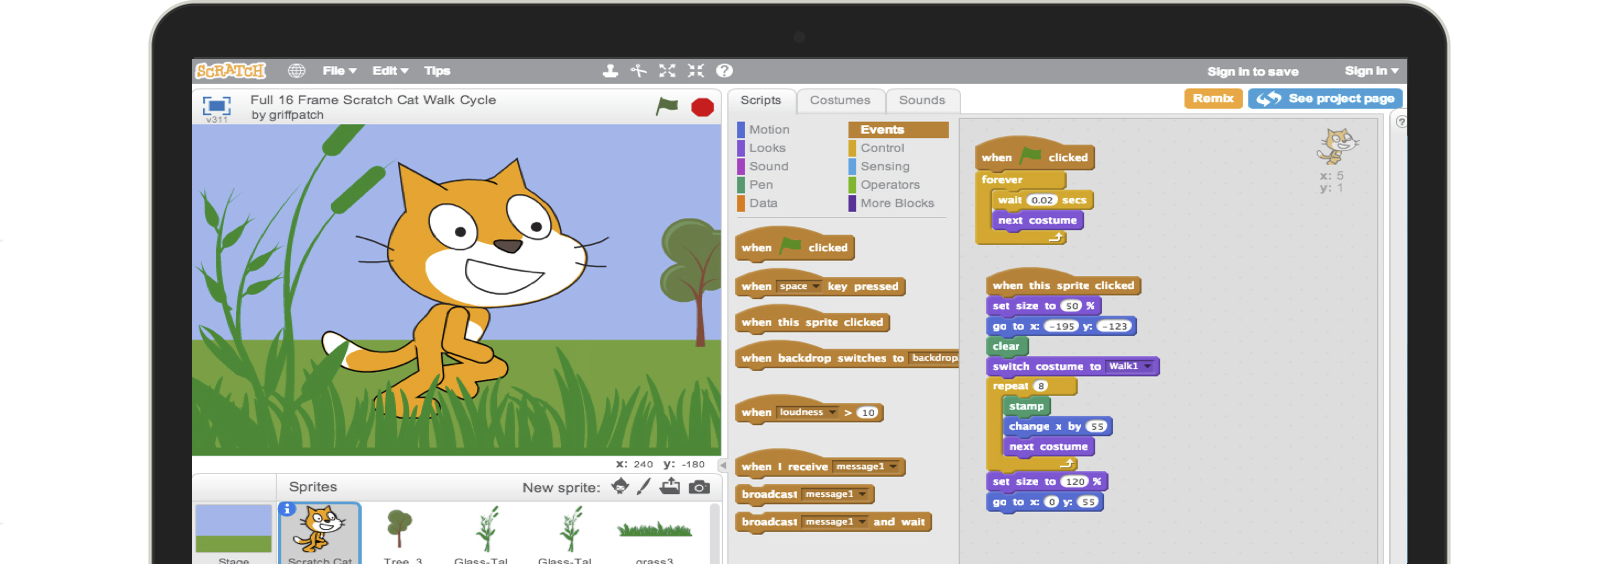 SCRATCH File Edit Tips Sign in to save Sign in
Full 16 Frame Scratch Cat Walk Cycle
by griffpatch
v311
Scripts Costumes Sounds
Remix See project page
Motion Events
Looks Control
Sound Sensing
Pen Operators
Data More Blocks
when clicked
when space key pressed
when this sprite clicked
when backdrop switches to backdrop
when loudness > 10
when I receive message1
broadcast message1
broadcast message1 and wait
when clicked
forever
wait 0.02 secs
next costume
when this sprite clicked
set size to 50 %
go to x: -195 y: -123
clear
switch costume to Walk1
repeat 8
stamp
change x by 55
next costume
set size to 120 %
go to x: 0 y: 55
x: 5
y: 1
x: 240 y: -180
Sprites New sprite:
Stage Scratch Cat Tree_3 Glass-Tal Glass-Tal grass3